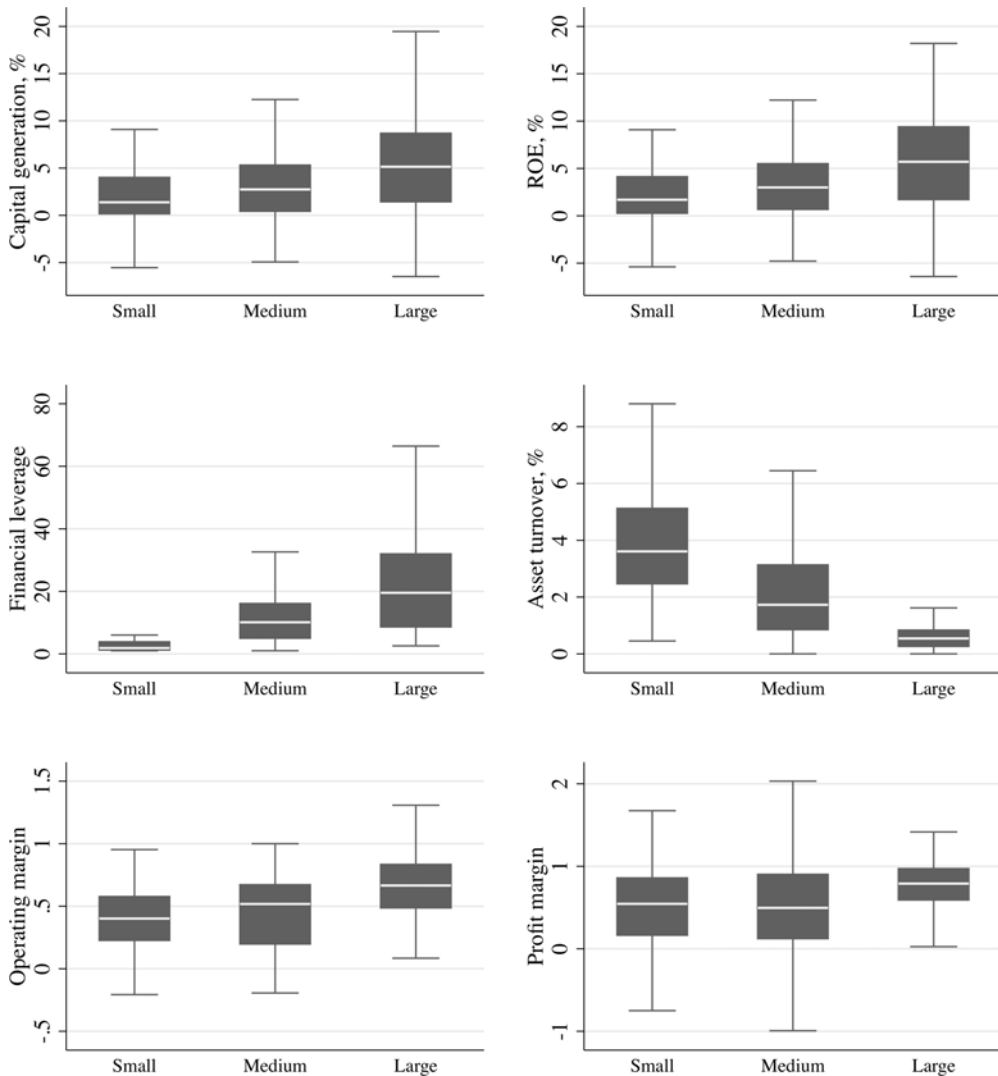 Capital generation, %
20
15
10
5
0
-5
Small Medium Large
ROE, %
20
15
10
5
0
-5
Small Medium Large
Financial leverage
80
60
40
20
0
Small Medium Large
Asset turnover, %
8
6
4
2
0
Small Medium Large
Operating margin
1.5
1
.5
0
-.5
Small Medium Large
Profit margin
2
1
0
-1
Small Medium Large